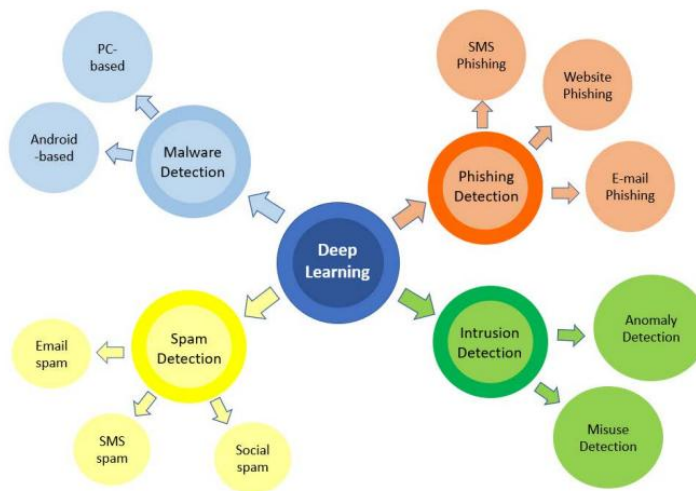 PC-
based
Android
-based
Malware
Detection
SMS
Phishing
Website
Phishing
Phishing
Detection
E-mail
Phishing
Deep
Learning
Spam
Detection
Email
spam
SMS
spam
Social
spam
Intrusion
Detection
Anomaly
Detection
Misuse
Detection